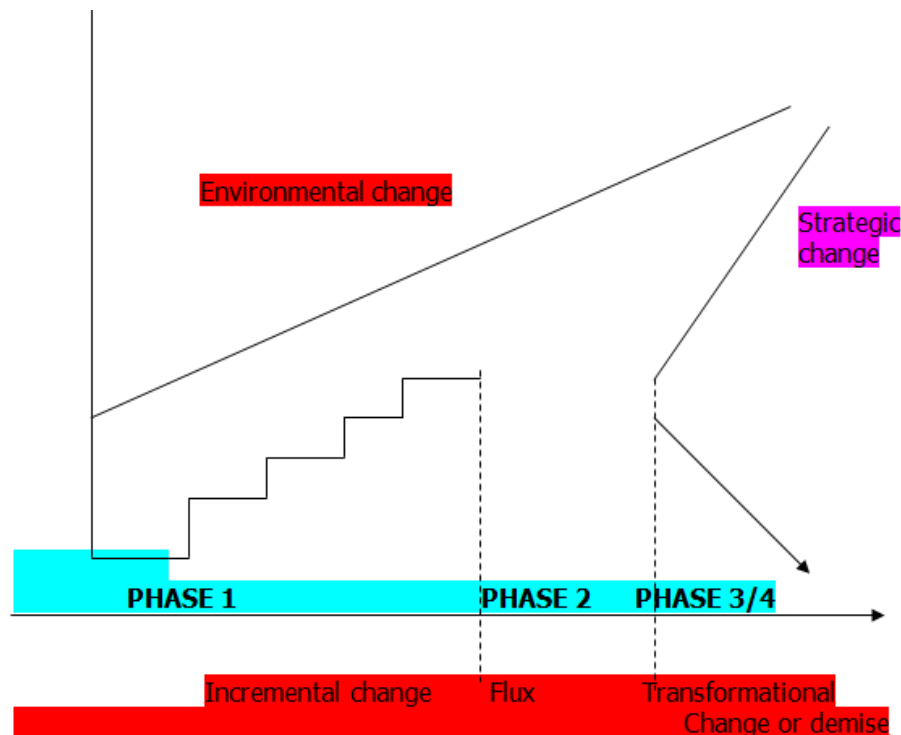 Environmental change
Strategic
change
PHASE 1 PHASE 2 PHASE 3/4
Incremental change Flux Transformational
Change or demise